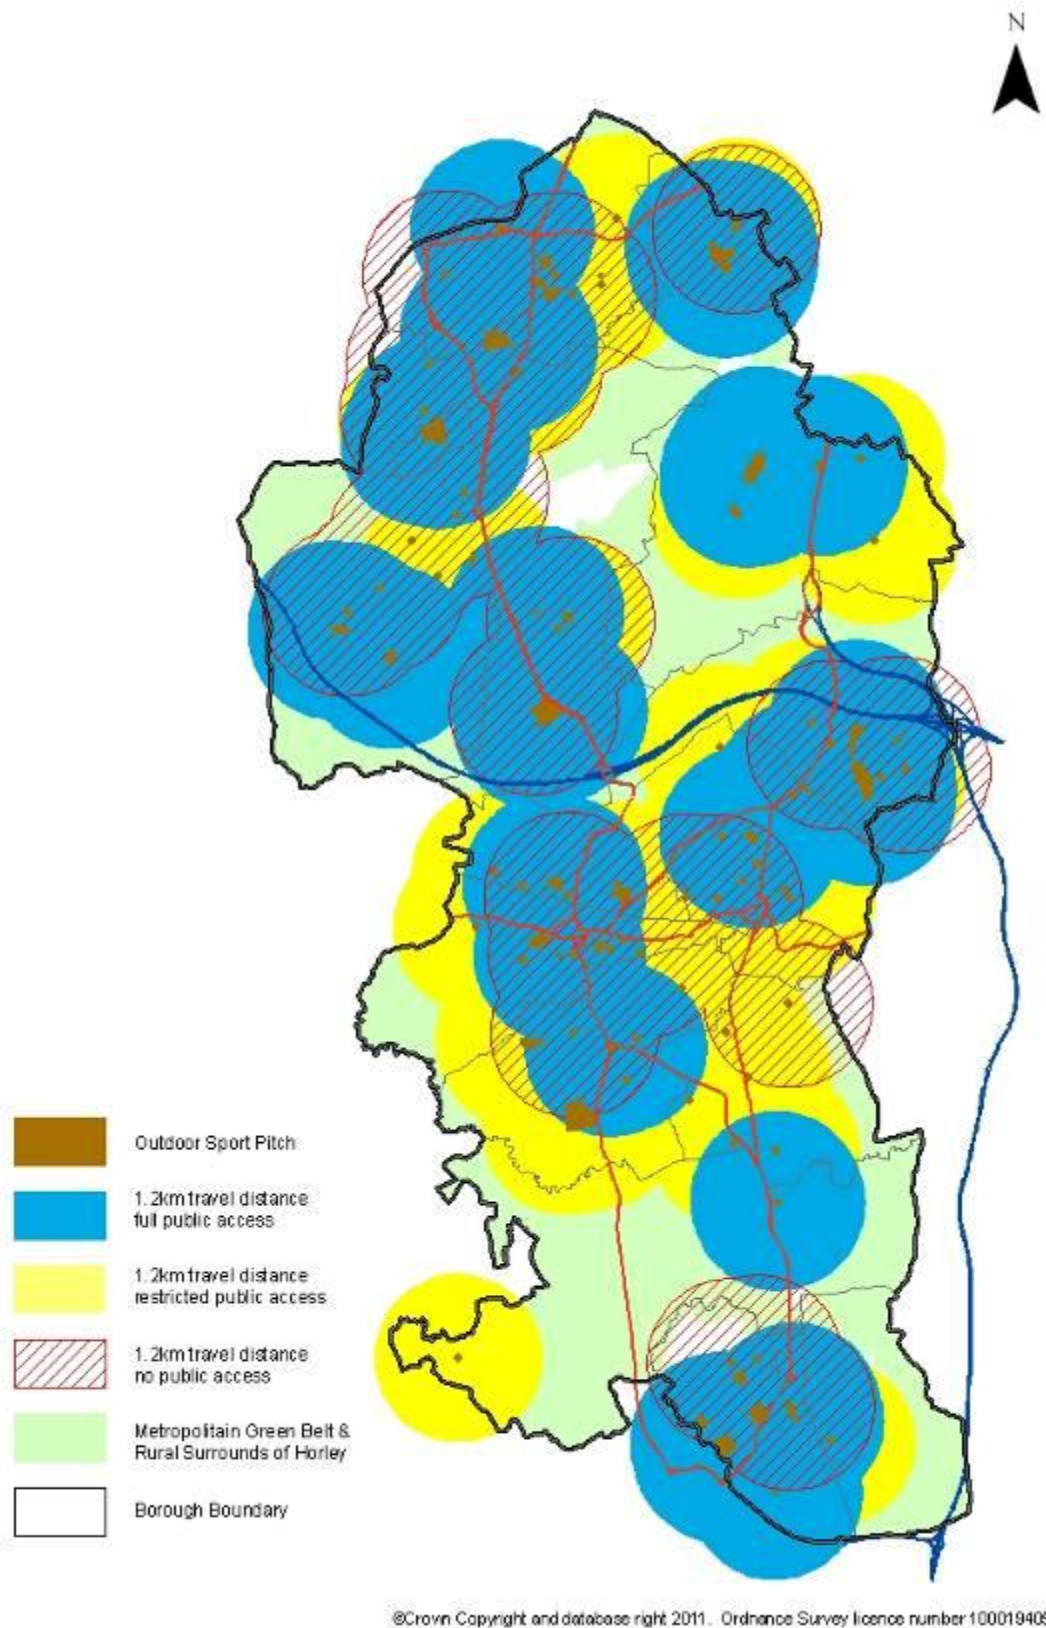 N
Outdoor Sport Pitch
1.2km travel distance
full public access
1.2km travel distance
restricted public access
1.2km travel distance
no public access
Metropolitain Green Belt &
Rural Surrounds of Horley
Borough Boundary
©Crown Copyright and database right 2011. Ordnance Survey licence number 100019405